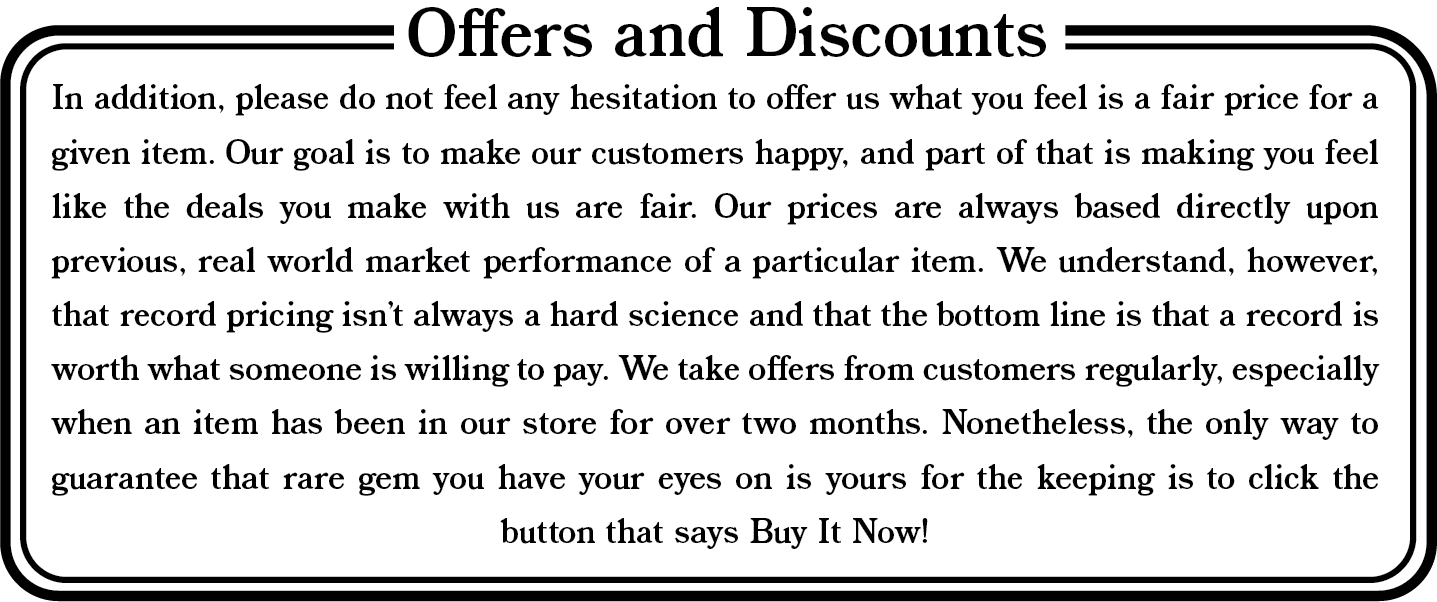 Offers and Discounts
In addition, please do not feel any hesitation to offer us what you feel is a fair price for a
given item. Our goal is to make our customers happy, and part of that is making you feel
like the deals you make with us are fair. Our prices are always based directly upon
previous, real world market performance of a particular item. We understand, however,
that record pricing isn’t always a hard science and that the bottom line is that a record is
worth what someone is willing to pay. We take offers from customers regularly, especially
when an item has been in our store for over two months. Nonetheless, the only way to
guarantee that rare gem you have your eyes on is yours for the keeping is to click the
button that says Buy It Now!